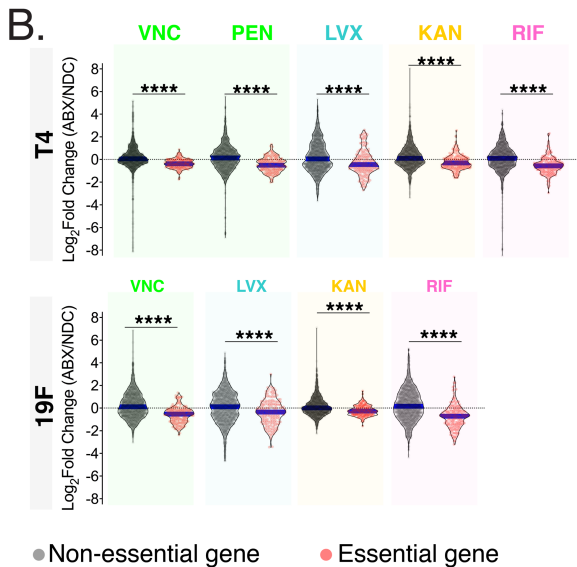 B.
VNC PEN LVX KAN RIF
T4
Log2Fold Change (ABX/NDC)
8
6
4
2
0
-2
-4
-6
-8
**** **** **** **** ****
VNC LVX KAN RIF
19F
Log2Fold Change (ABX/NDC)
8
6
4
2
0
-2
-4
-6
-8
**** **** **** ****
Non-essential gene Essential gene